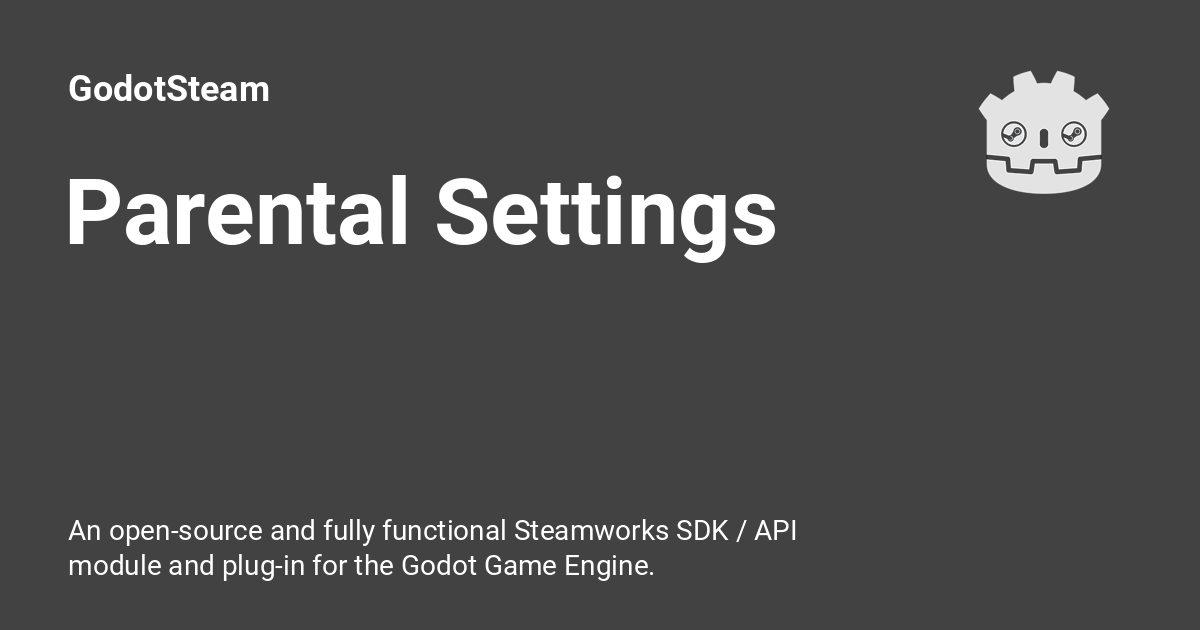 GodotSteam
Parental Settings
An open-source and fully functional Steamworks SDK / API
module and plug-in for the Godot Game Engine.